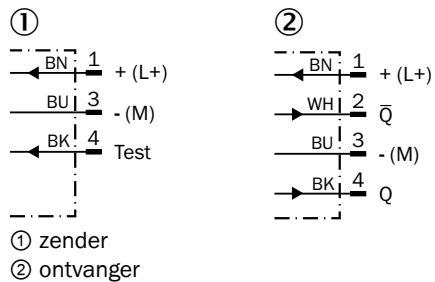 ①
BN 1 + (L+)
BU 3 - (M)
BK 4 Test
②
BN 1 + (L+)
WH 2 Q̅
BU 3 - (M)
BK 4 Q
① zender
② ontvanger